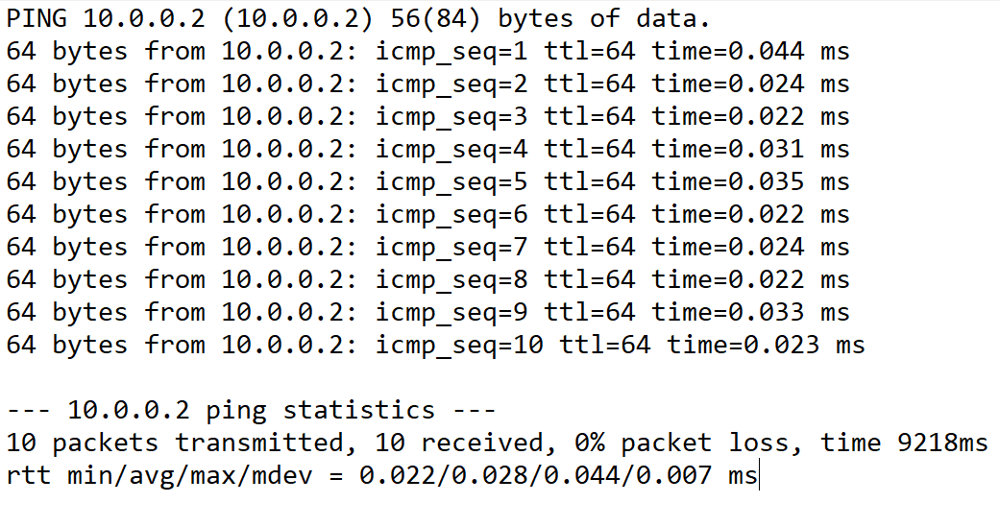 PING 10.0.0.2 (10.0.0.2) 56(84) bytes of data.
64 bytes from 10.0.0.2: icmp_seq=1 ttl=64 time=0.044 ms
64 bytes from 10.0.0.2: icmp_seq=2 ttl=64 time=0.024 ms
64 bytes from 10.0.0.2: icmp_seq=3 ttl=64 time=0.022 ms
64 bytes from 10.0.0.2: icmp_seq=4 ttl=64 time=0.031 ms
64 bytes from 10.0.0.2: icmp_seq=5 ttl=64 time=0.035 ms
64 bytes from 10.0.0.2: icmp_seq=6 ttl=64 time=0.022 ms
64 bytes from 10.0.0.2: icmp_seq=7 ttl=64 time=0.024 ms
64 bytes from 10.0.0.2: icmp_seq=8 ttl=64 time=0.022 ms
64 bytes from 10.0.0.2: icmp_seq=9 ttl=64 time=0.033 ms
64 bytes from 10.0.0.2: icmp_seq=10 ttl=64 time=0.023 ms

--- 10.0.0.2 ping statistics ---
10 packets transmitted, 10 received, 0% packet loss, time 9218ms
rtt min/avg/max/mdev = 0.022/0.028/0.044/0.007 ms